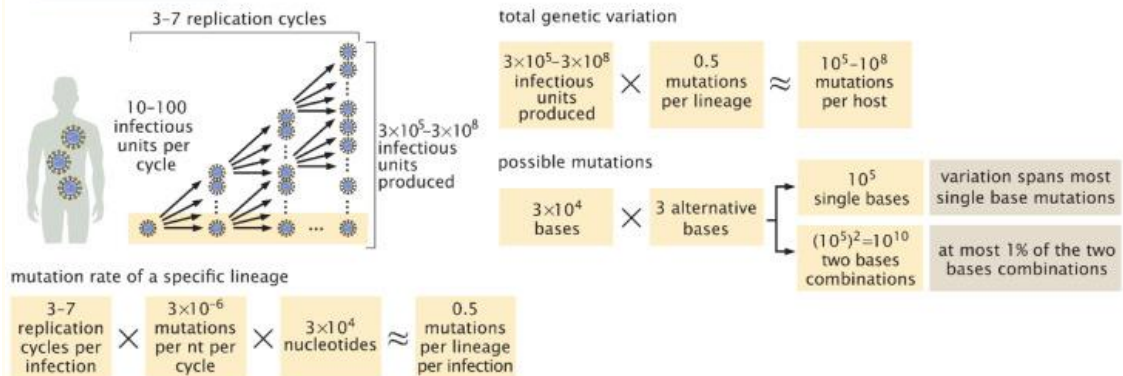 3–7 replication cycles
10–100
infectious
units per
cycle
3×10⁵–3×10⁸
infectious
units
produced
...
mutation rate of a specific lineage
3–7
replication
cycles per
infection
×
3×10⁻⁶
mutations
per nt per
cycle
×
3×10⁴
nucleotides
≈
0.5
mutations
per lineage
per infection
total genetic variation
3×10⁵–3×10⁸
infectious
units
produced
×
0.5
mutations
per lineage
≈
10⁵–10⁸
mutations
per host
possible mutations
3×10⁴
bases
×
3 alternative
bases
10⁵
single bases
variation spans most
single base mutations
(10⁵)²=10¹⁰
two bases
combinations
at most 1% of the two
bases combinations